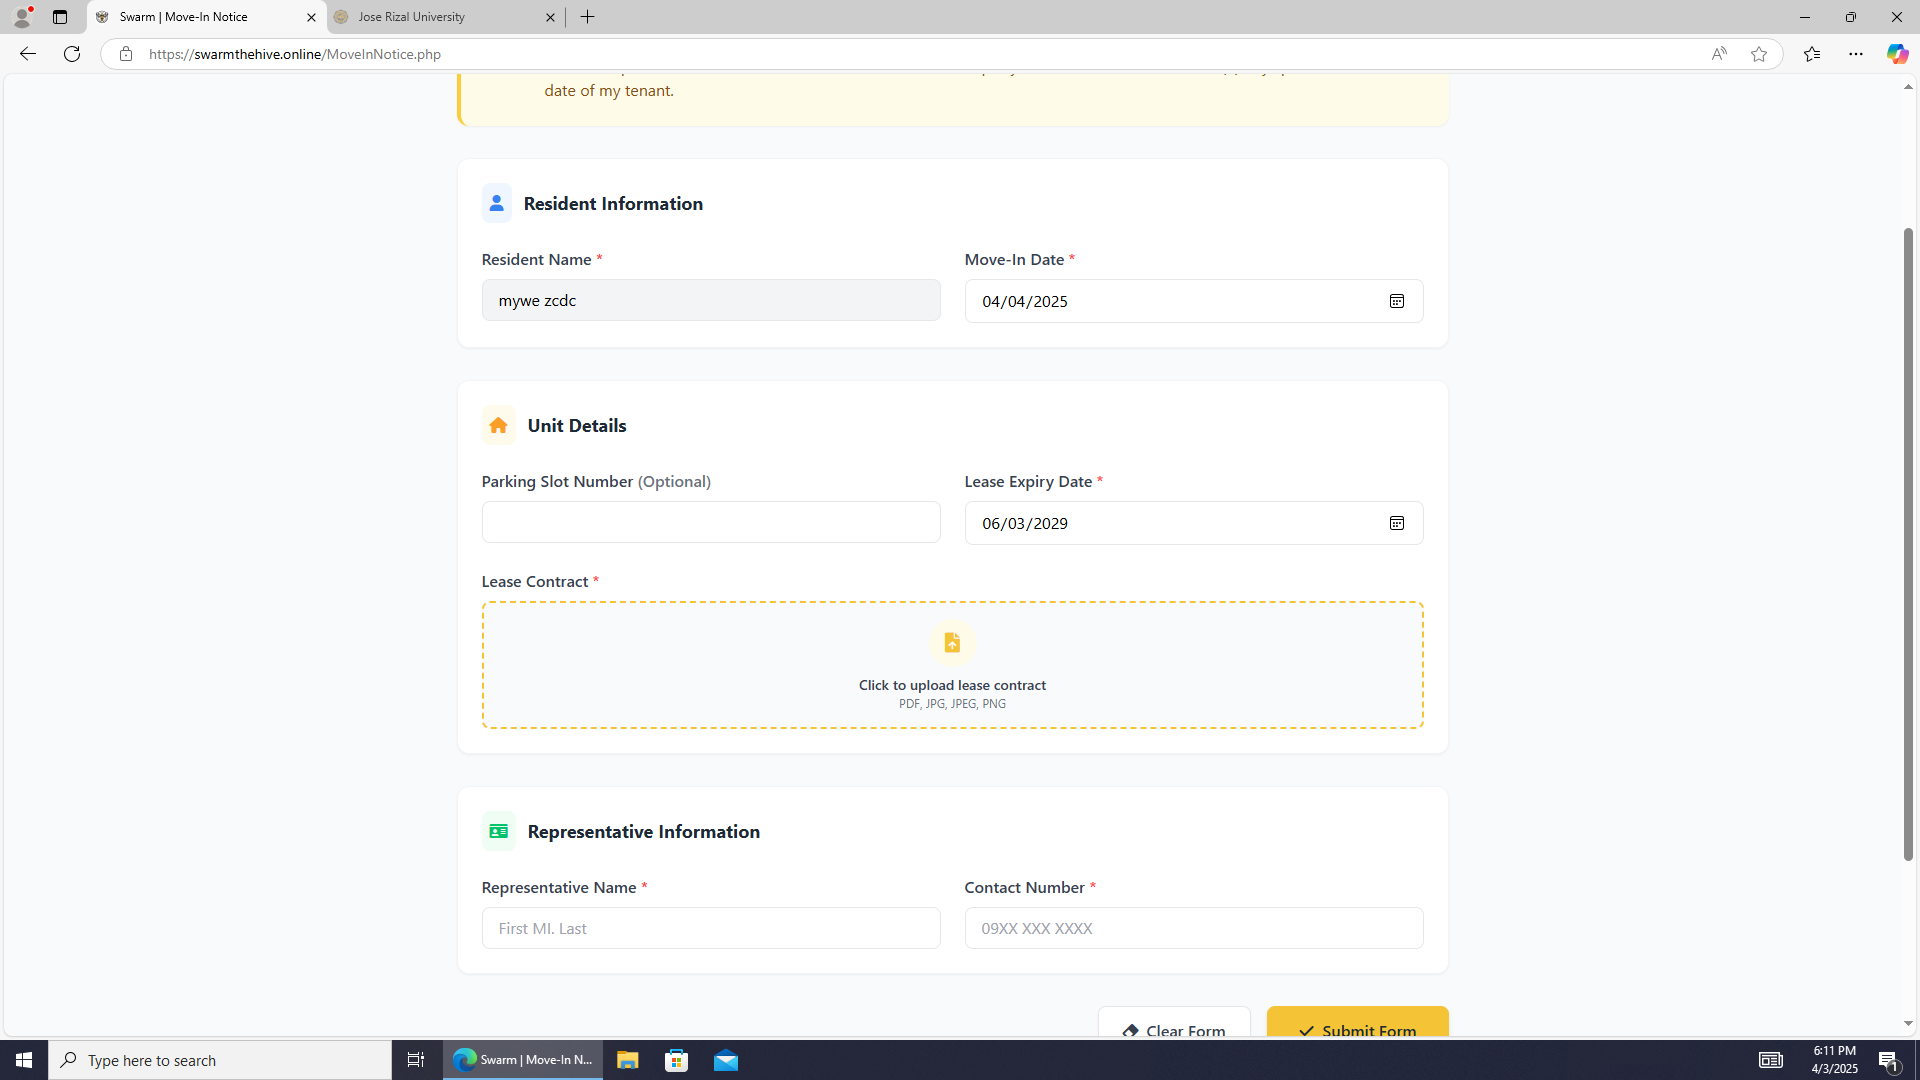 Swarm | Move-In Notice
Jose Rizal University
https://swarmthehive.online/MoveInNotice.php
date of my tenant.
Resident Information
Resident Name *
Move-In Date *
mywe zcdc
04/04/2025
Unit Details
Parking Slot Number (Optional)
Lease Expiry Date *
06/03/2029
Lease Contract *
Click to upload lease contract
PDF, JPG, JPEG, PNG
Representative Information
Representative Name *
Contact Number *
First MI. Last
09XX XXX XXXX
Clear Form
Submit Form
Type here to search
Swarm | Move-In N...
6:11 PM
4/3/2025
1